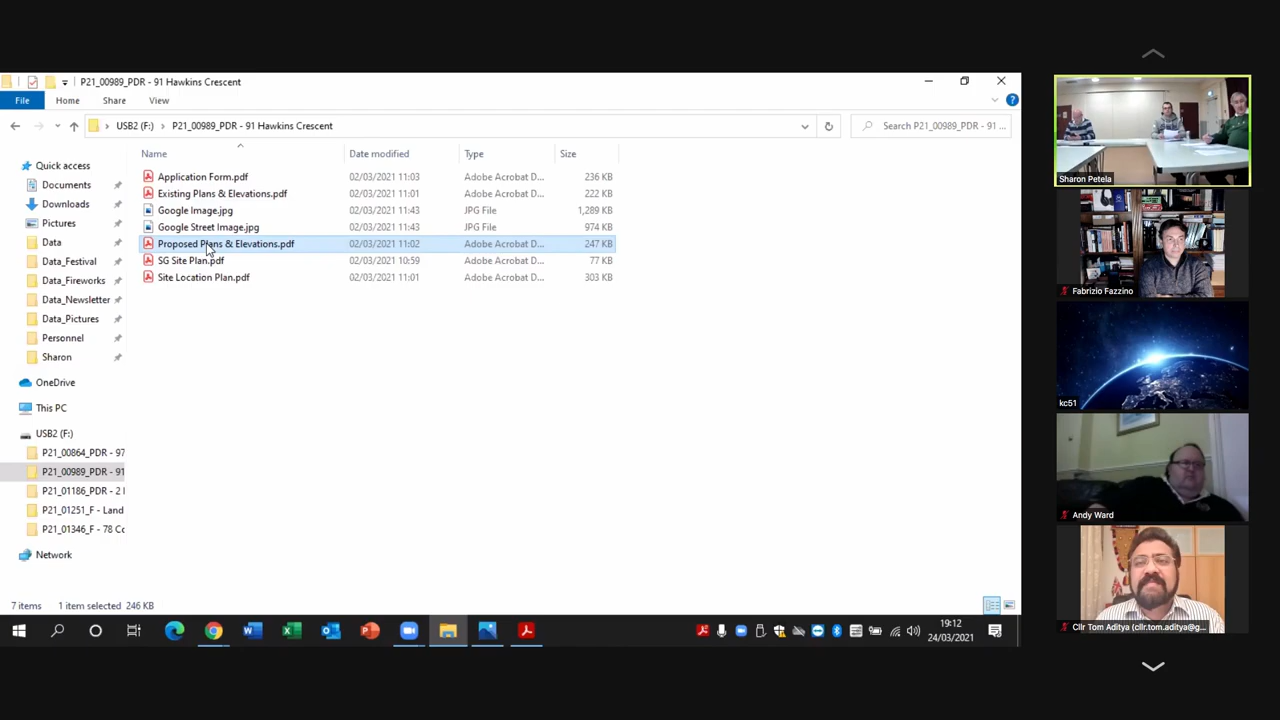 P21_00989_PDR - 91 Hawkins Crescent
File Home Share View
USB2 (F:) P21_00989_PDR - 91 Hawkins Crescent
Search P21_00989_PDR - 91 ...
Name Date modified Type Size
Application Form.pdf 02/03/2021 11:03 Adobe Acrobat D... 236 KB
Existing Plans & Elevations.pdf 02/03/2021 11:01 Adobe Acrobat D... 222 KB
Google Image.jpg 02/03/2021 11:43 JPG File 1,289 KB
Google Street Image.jpg 02/03/2021 11:43 JPG File 974 KB
Proposed Plans & Elevations.pdf 02/03/2021 11:02 Adobe Acrobat D... 247 KB
SG Site Plan.pdf 02/03/2021 10:59 Adobe Acrobat D... 77 KB
Site Location Plan.pdf 02/03/2021 11:01 Adobe Acrobat D... 303 KB
Quick access
Documents
Downloads
Pictures
Data
Data_Festival
Data_Fireworks
Data_Newsletter
Data_Pictures
Personnel
Sharon
OneDrive
This PC
USB2 (F:)
P21_00864_PDR - 97
P21_00989_PDR - 91
P21_01186_PDR - 2
P21_01251_F - Land
P21_01346_F - 78 Cc
Network
7 items 1 item selected 246 KB
19:12
24/03/2021
Sharon Petela
Fabrizio Fazzino
kc51
Andy Ward
Cllr Tom Aditya (cllr.tom.aditya@g...